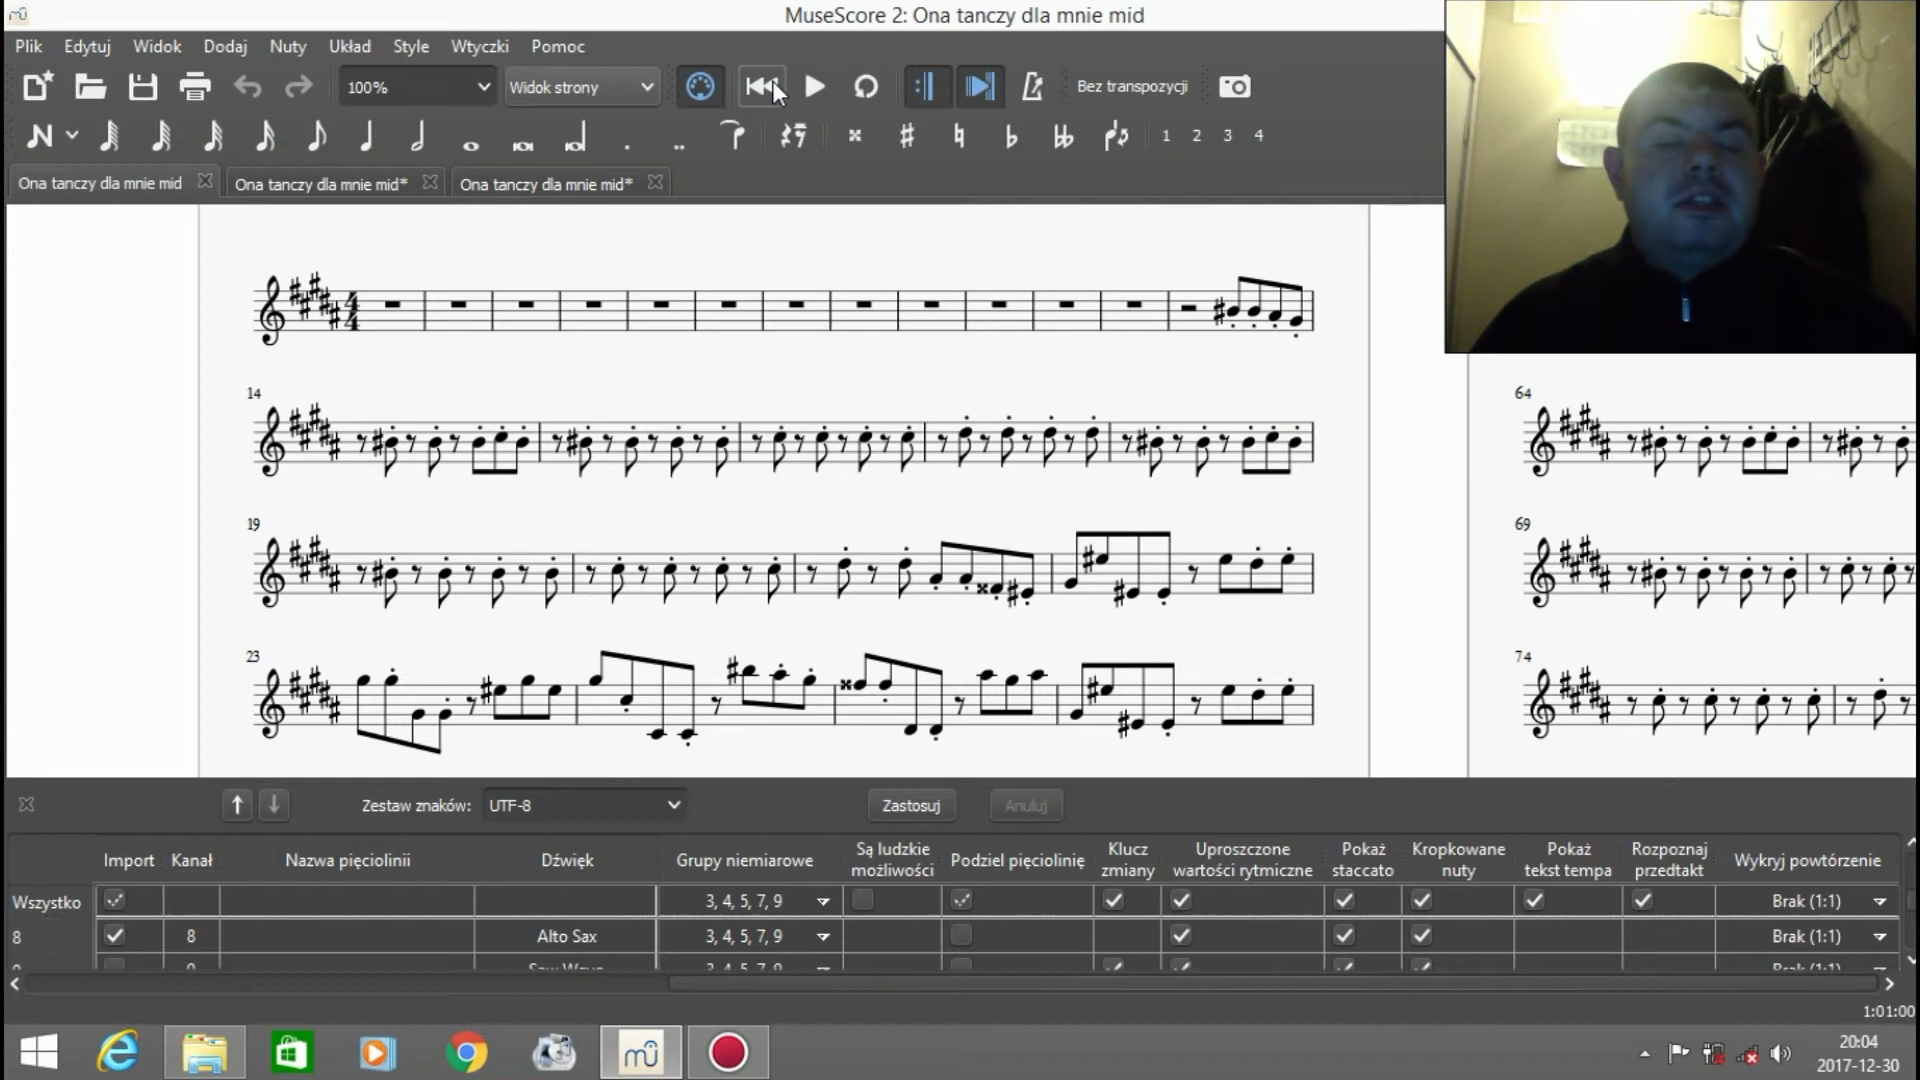 MuseScore 2: Ona tanczy dla mnie mid
Plik Edytuj Widok Dodaj Nuty Układ Style Wtyczki Pomoc
100% Widok strony Bez transpozycji
1 2 3 4
Ona tanczy dla mnie mid Ona tanczy dla mnie mid* Ona tanczy dla mnie mid*
14
64
19
69
23
74
Zestaw znaków: UTF-8 Zastosuj Anuluj
Import Kanał Nazwa pięciolinii Dźwięk Grupy niemiarowe Są ludzkie możliwości Podziel pięciolinię Klucz zmiany Uproszczone wartości rytmiczne Pokaż staccato Kropkowane nuty Pokaż tekst tempa Rozpoznaj przedtakt Wykryj powtórzenie
Wszystko 3, 4, 5, 7, 9 Brak (1:1)
8 8 Alto Sax 3, 4, 5, 7, 9 Brak (1:1)
1:01:00
20:04
2017-12-30